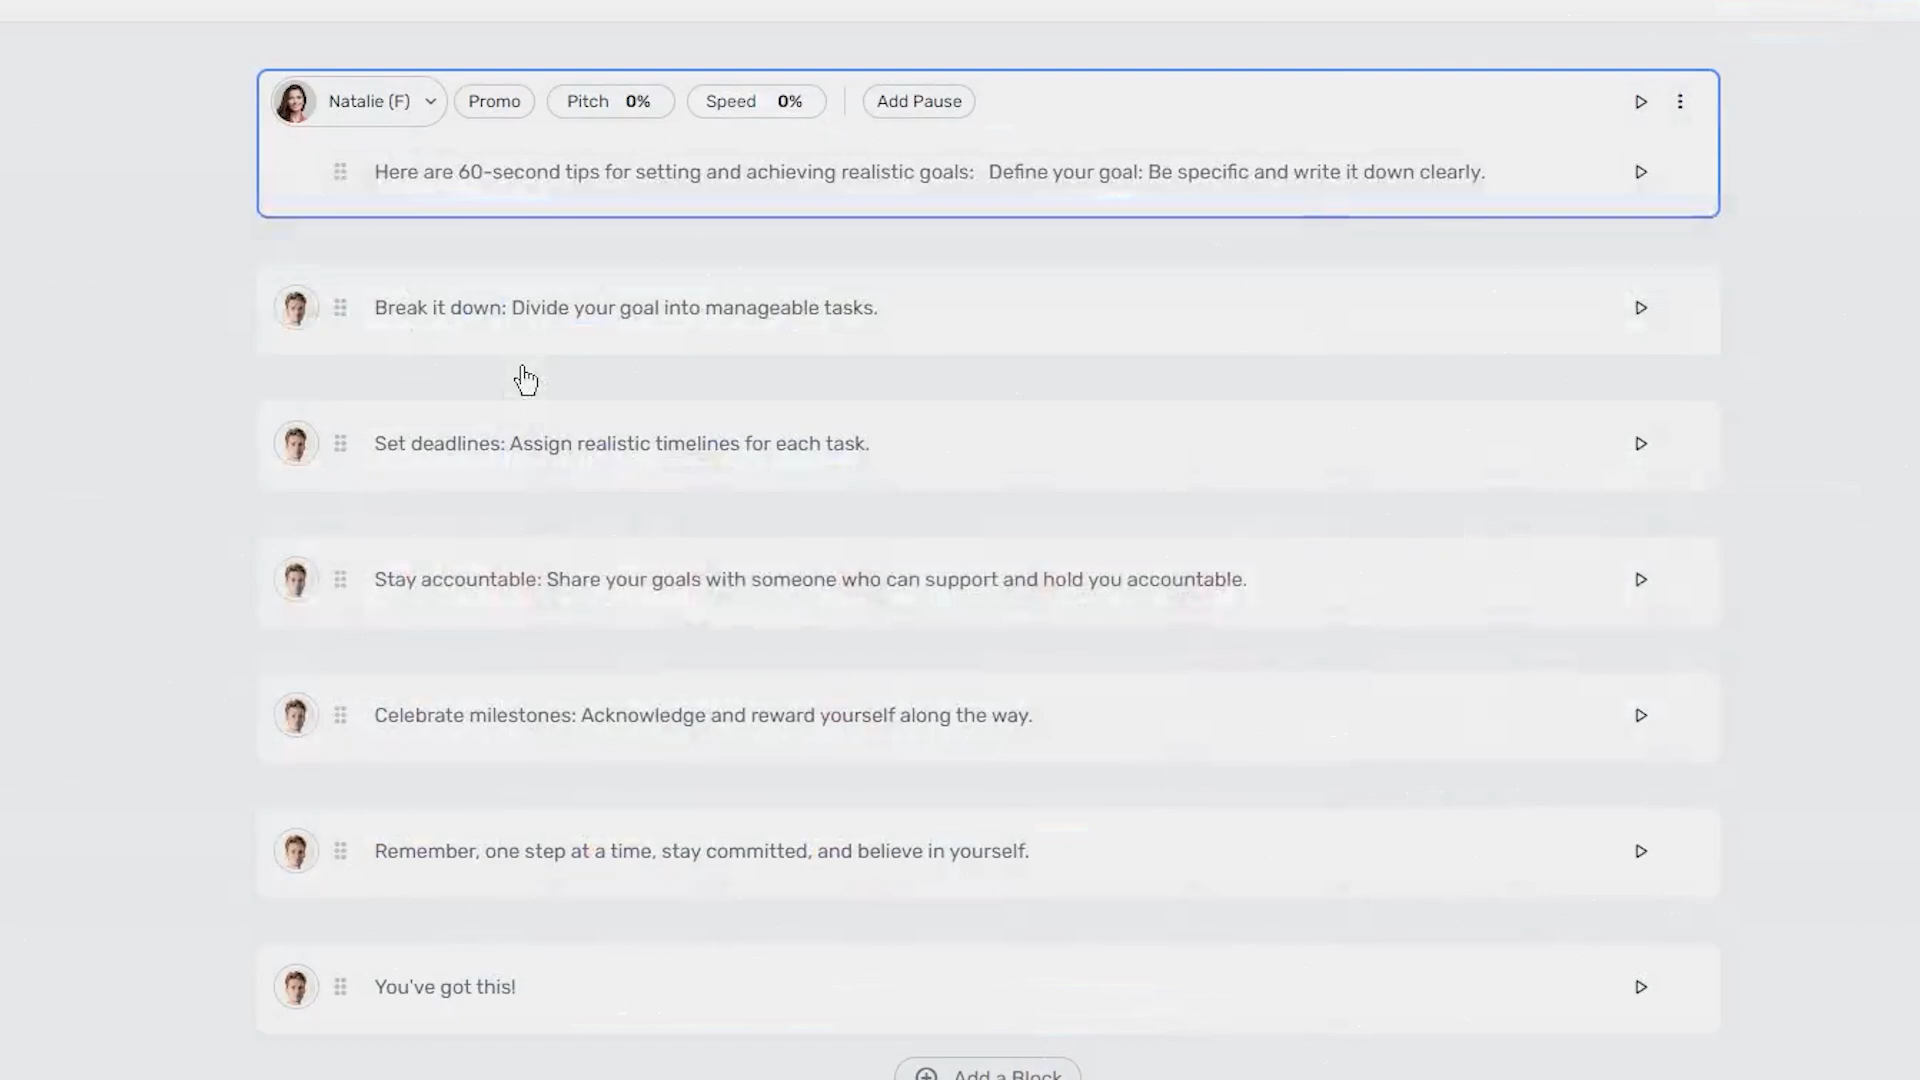 Natalie (F) Promo Pitch 0% Speed 0% Add Pause
Here are 60-second tips for setting and achieving realistic goals: Define your goal: Be specific and write it down clearly.
Break it down: Divide your goal into manageable tasks.
Set deadlines: Assign realistic timelines for each task.
Stay accountable: Share your goals with someone who can support and hold you accountable.
Celebrate milestones: Acknowledge and reward yourself along the way.
Remember, one step at a time, stay committed, and believe in yourself.
You've got this!
Add a Block